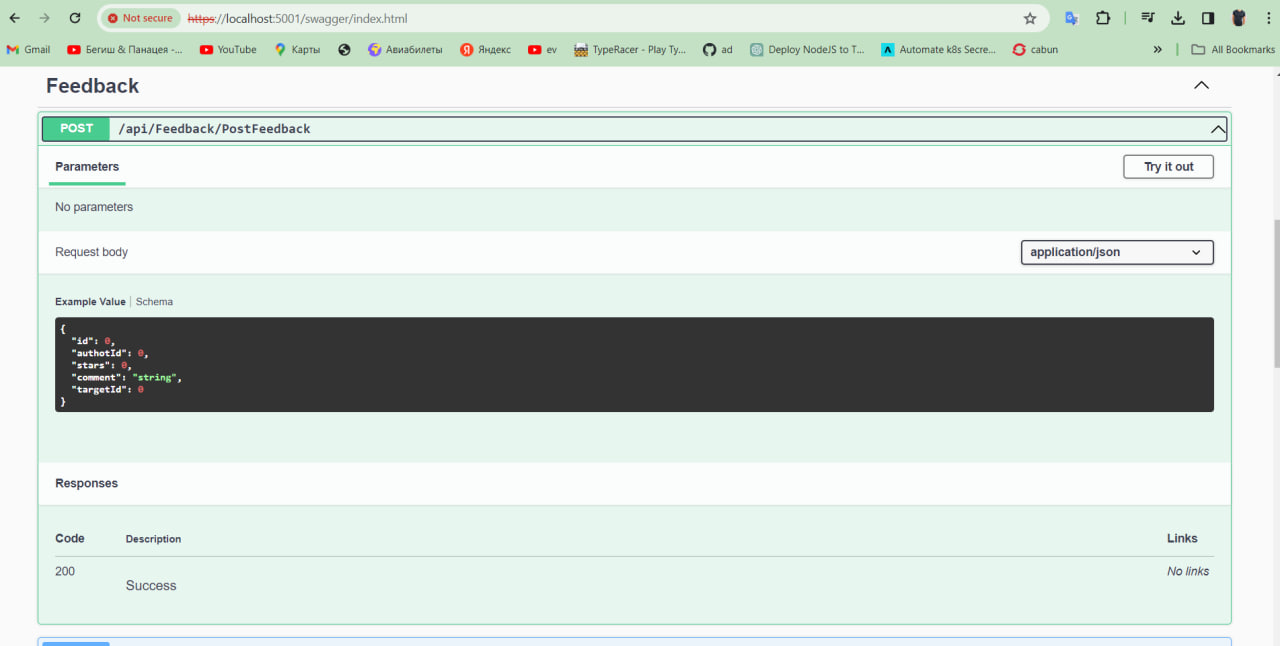 Not secure https://localhost:5001/swagger/index.html
Gmail Бегиш & Панацея -... YouTube Карты Авиабилеты Яндекс ev TypeRacer - Play Ty... ad Deploy NodeJS to T... Automate k8s Secre... cabun » All Bookmarks
Feedback
POST /api/Feedback/PostFeedback
Parameters Try it out
No parameters
Request body application/json
Example Value | Schema
{
"id": 0,
"authotId": 0,
"stars": 0,
"comment": "string",
"targetId": 0
}
Responses
Code Description Links
200 Success No links